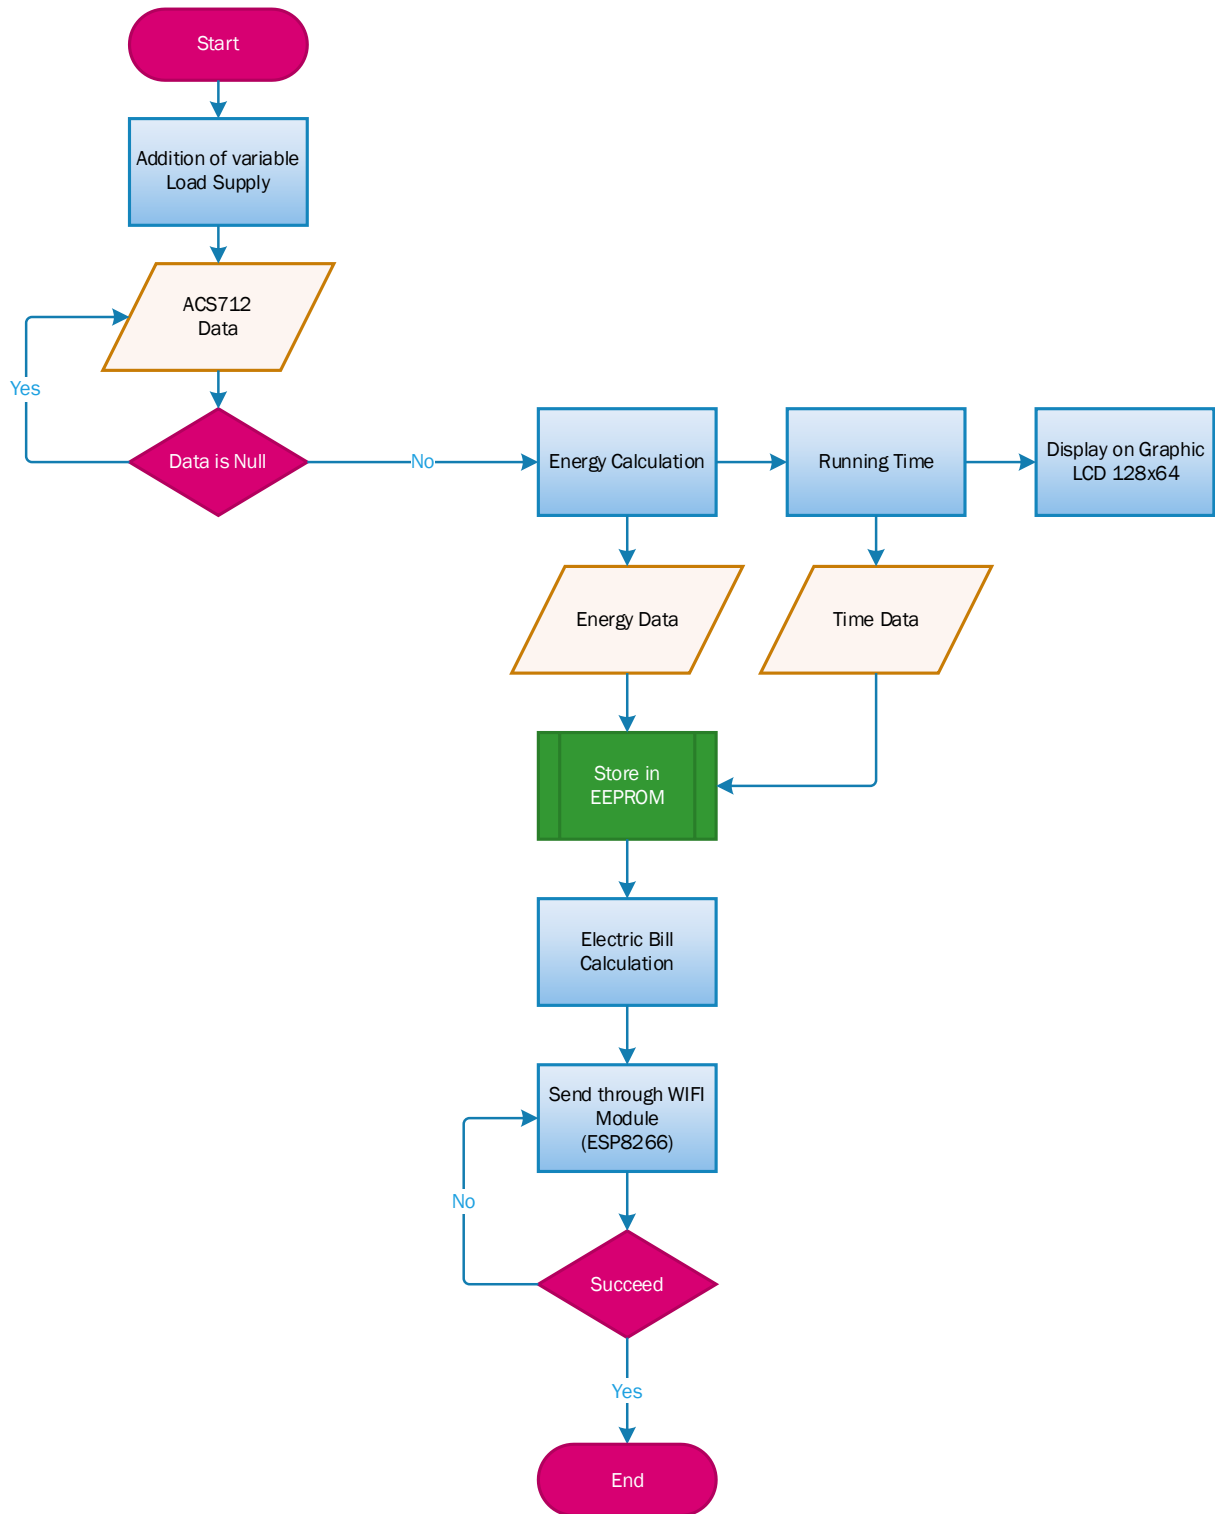 Start
Addition of variable
Load Supply
ACS712
Data
Yes
Data is Null
No
Energy Calculation
Running Time
Display on Graphic
LCD 128x64
Energy Data
Time Data
Store in
EEPROM
Electric Bill
Calculation
Send through WIFI
Module
(ESP8266)
No
Succeed
Yes
End